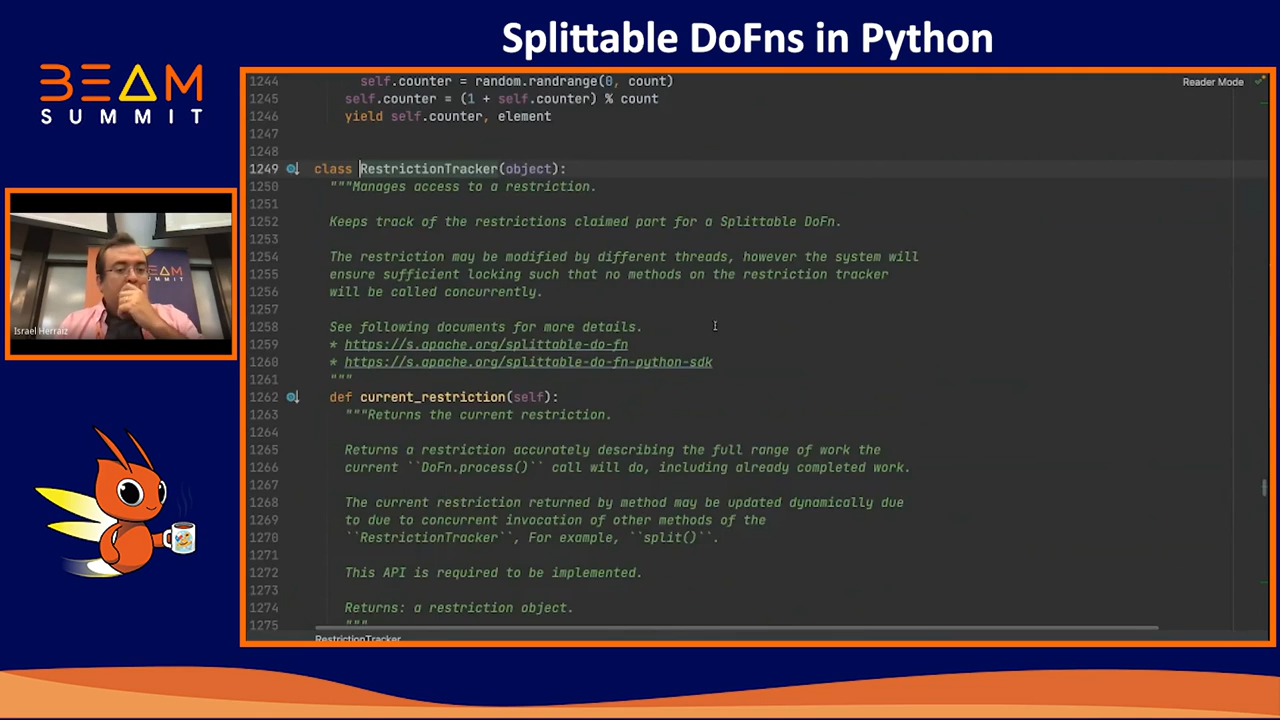 Splittable DoFns in Python
BEAM
SUMMIT
Reader Mode
1244 self.counter = random.randrange(0, count)
1245 self.counter = (1 + self.counter) % count
1246 yield self.counter, element
1247
1248
1249 class RestrictionTracker(object):
1250 """Manages access to a restriction.
1251
1252 Keeps track of the restrictions claimed part for a Splittable DoFn.
1253
1254 The restriction may be modified by different threads, however the system will
1255 ensure sufficient locking such that no methods on the restriction tracker
1256 will be called concurrently.
1257
1258 See following documents for more details.
1259 * https://s.apache.org/splittable-do-fn
1260 * https://s.apache.org/splittable-do-fn-python-sdk
1261 """
1262 def current_restriction(self):
1263 """Returns the current restriction.
1264
1265 Returns a restriction accurately describing the full range of work the
1266 current ``DoFn.process()`` call will do, including already completed work.
1267
1268 The current restriction returned by method may be updated dynamically due
1269 to due to concurrent invocation of other methods of the
1270 ``RestrictionTracker``, For example, ``split()``.
1271
1272 This API is required to be implemented.
1273
1274 Returns: a restriction object.
1275 """
RestrictionTracker
BEAM
SUMMIT
Israel Herraiz